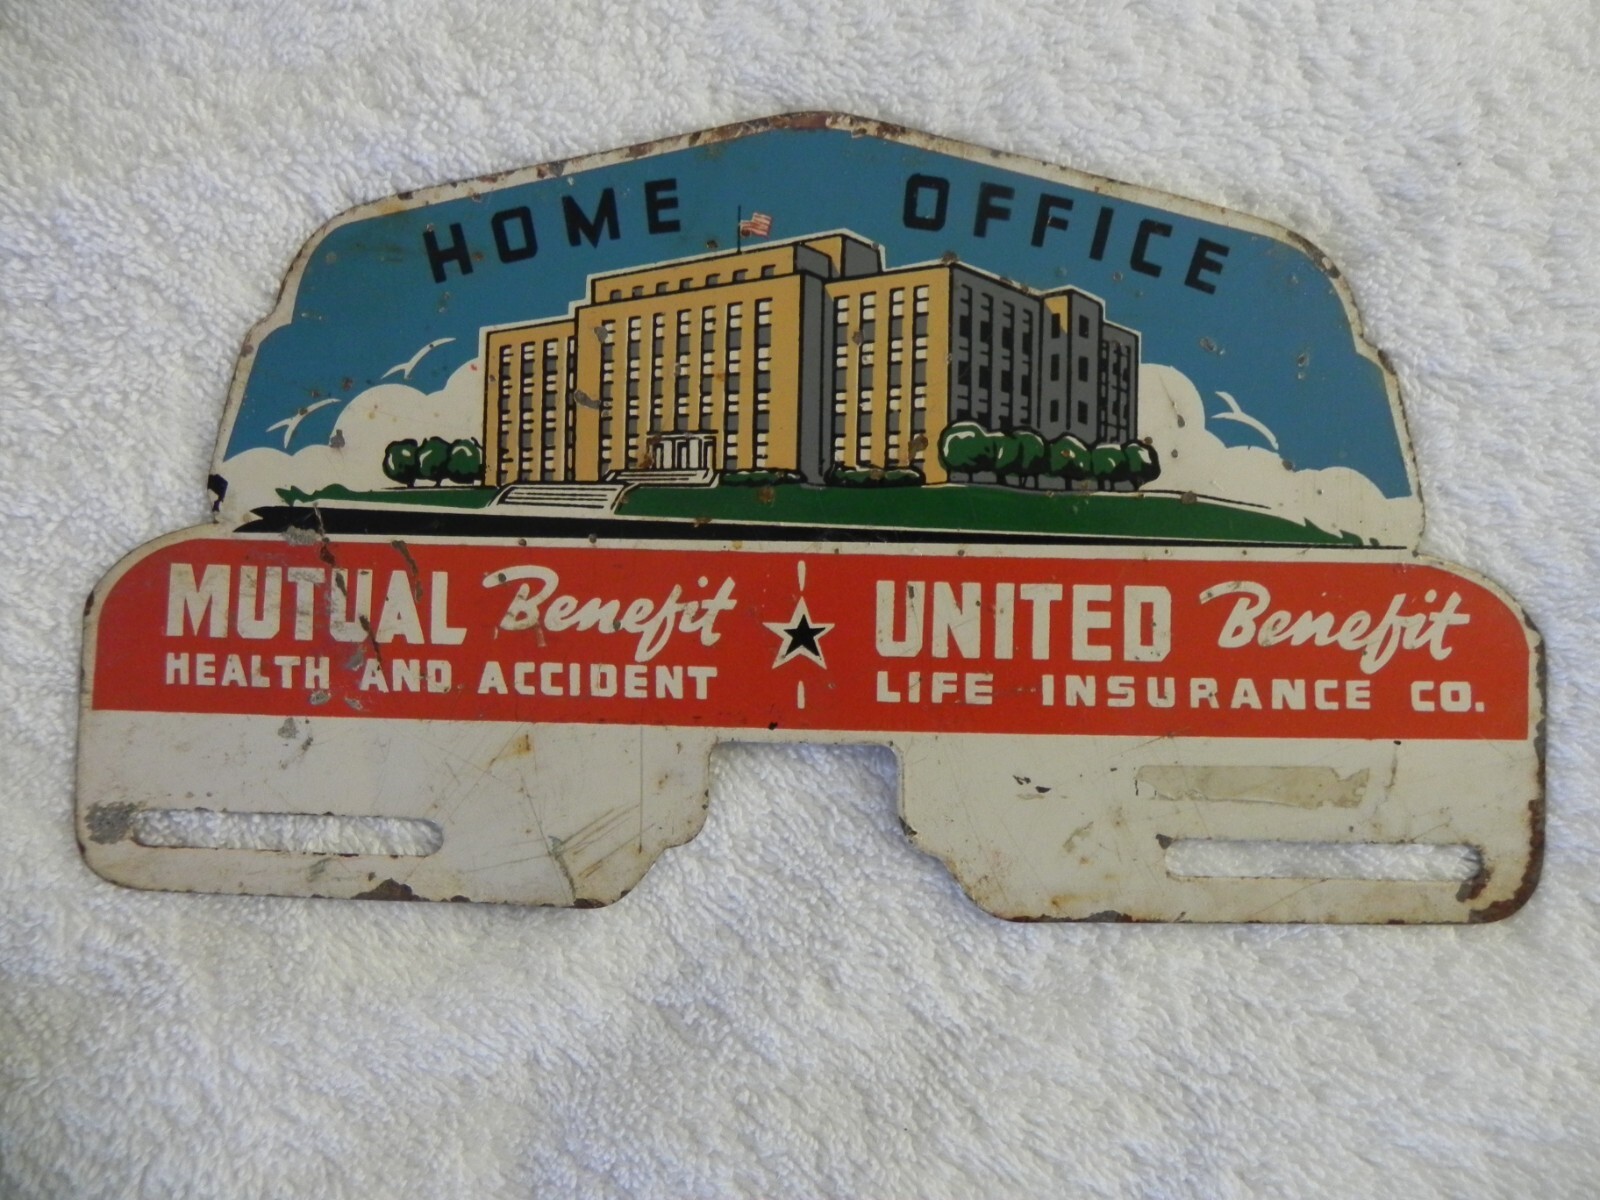 HOME OFFICE
MUTUAL Benefit
HEALTH AND ACCIDENT
UNITED Benefit
LIFE INSURANCE CO.